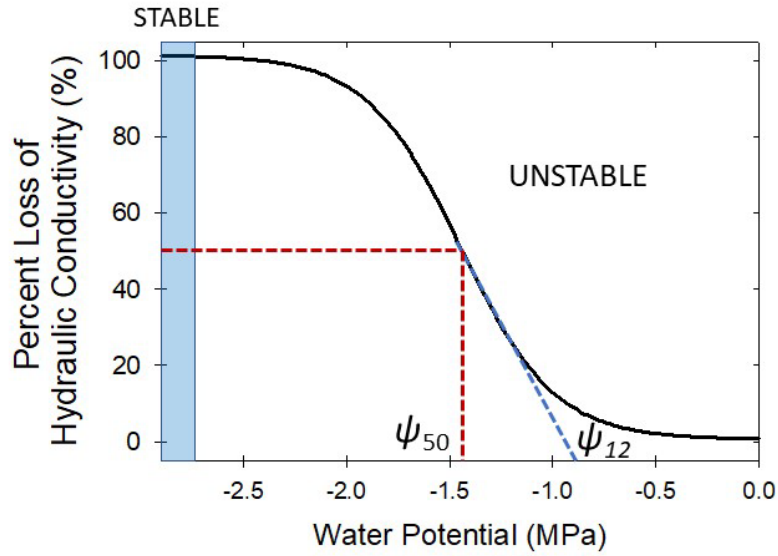 STABLE
Percent Loss of
Hydraulic Conductivity (%)
100
80
60
40
20
0
UNSTABLE
ψ50
ψ12
-2.5
-2.0
-1.5
-1.0
-0.5
0.0
Water Potential (MPa)